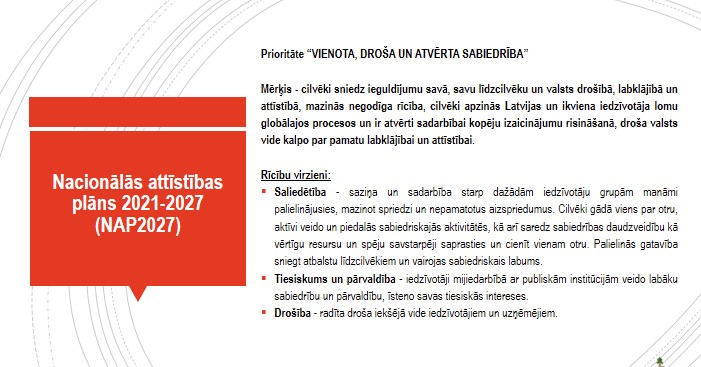 Nacionālās attīstības
plāns 2021-2027
(NAP2027)
Prioritāte “VIENOTA, DROŠA UN ATVĒRTA SABIEDRĪBA”
Mērķis - cilvēki sniedz ieguldījumu savā, savu līdzcilvēku un valsts drošībā, labklājībā un
attīstībā, mazinās negodīga rīcība, cilvēki apzinās Latvijas un ikviena iedzīvotāja lomu
globālajos procesos un ir atvērti sadarbībai kopēju izaicinājumu risināšanā, droša valsts
vide kalpo par pamatu labklājībai un attīstībai.
Rīcību virzieni:
▪ Saliedētība - saziņa un sadarbība starp dažādām iedzīvotāju grupām manāmi
palielinājusies, mazinot spriedzi un nepamatotus aizspriedumus. Cilvēki gādā viens par otru,
aktīvi veido un piedalās sabiedriskajās aktivitātēs, kā arī saredz sabiedrības daudzveidību kā
vērtīgu resursu un spēju savstarpēji saprasties un cienīt vienam otru. Palielinās gatavība
sniegt atbalstu līdzcilvēkiem un vairojas sabiedriskais labums.
▪ Tiesiskums un pārvaldība - iedzīvotāji mijiedarbībā ar publiskām institūcijām veido labāku
sabiedrību un pārvaldību, īsteno savas tiesiskās intereses.
▪ Drošība - radīta droša iekšējā vide iedzīvotājiem un uzņēmējiem.